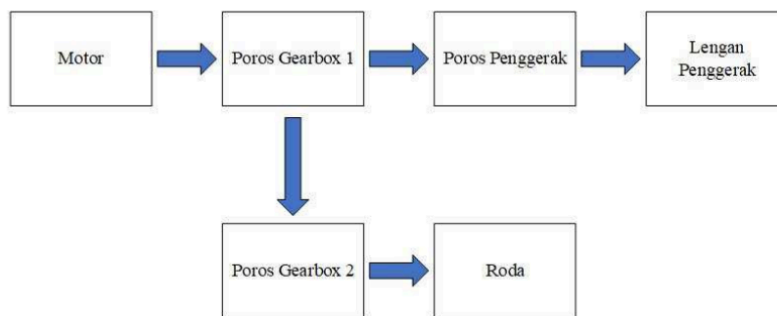 Motor
Poros Gearbox 1
Poros Penggerak
Lengan
Penggerak
Poros Gearbox 2
Roda